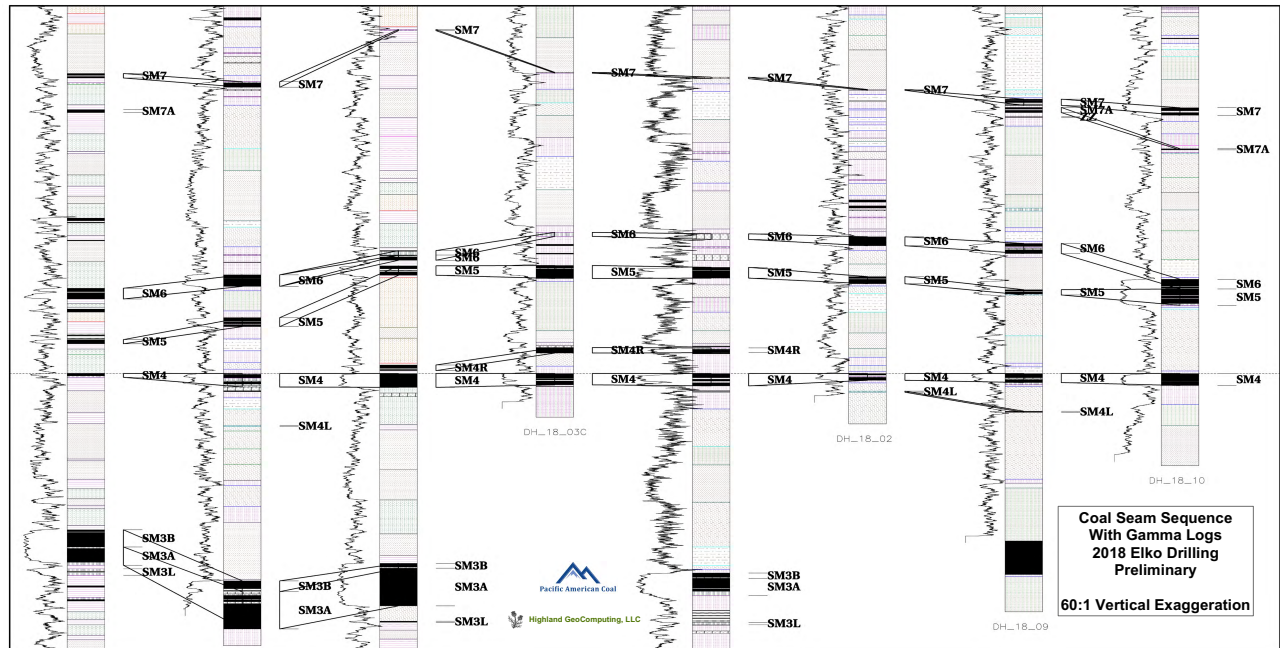 SM7
SM7
SM7
SM7
SM7
SM7
SM7
SM7A
SM7
SM7A
SM7A
SM6
SM6
SM6
SM6
SM6
SM6
SM6
SM6
SM5
SM5
SM5
SM5
SM5
SM5
SM5
SM5
SM4R
SM4R
SM4
SM4
SM4
SM4
SM4
SM4
SM4
SM4L
SM4L
SM4L
DH_18_03C
DH_18_02
DH_18_10
SM3B
SM3A
SM3L
SM3B
SM3A
SM3B
SM3A
SM3L
SM3B
SM3A
SM3L
Pacific American Coal
Highland GeoComputing, LLC
DH_18_09
Coal Seam Sequence
With Gamma Logs
2018 Elko Drilling
Preliminary
60:1 Vertical Exaggeration